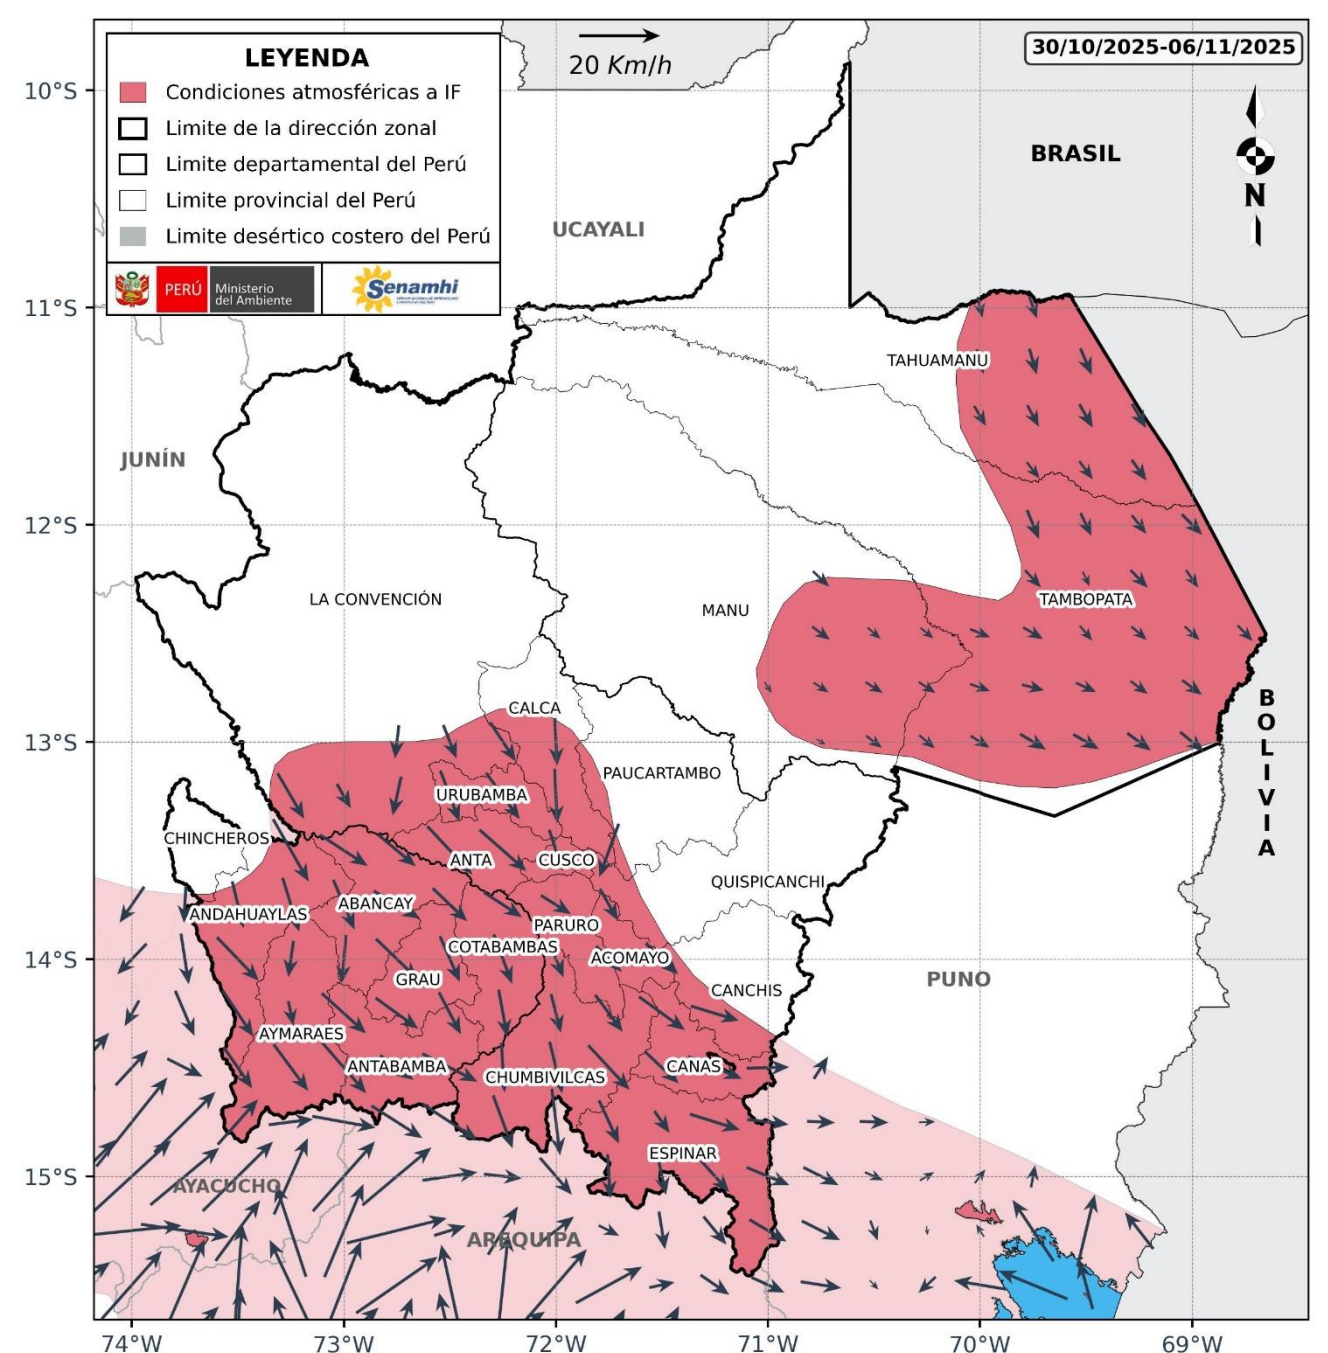 LEYENDA
Condiciones atmosféricas a IF
Limite de la dirección zonal
Limite departamental del Perú
Limite provincial del Perú
Limite desértico costero del Perú
PERÚ
Ministerio
del Ambiente
Senamhi
20 Km/h
30/10/2025-06/11/2025
BRASIL
N
UCAYALI
JUNÍN
TAHUAMANU
LA CONVENCIÓN
MANU
TAMBOPATA
BOLIVIA
CALCA
PAUCARTAMBO
URUBAMBA
CHINCHEROS
ANTA
CUSCO
QUISPICANCHI
ANDAHUAYLAS
ABANCAY
PARURO
COTABAMBAS
ACOMAYO
GRAU
CANCHIS
PUNO
AYMARAES
ANTABAMBA
CHUMBIVILCAS
CANAS
ESPINAR
AYACUCHO
AREQUIPA
10°S
11°S
12°S
13°S
14°S
15°S
74°W
73°W
72°W
71°W
70°W
69°W